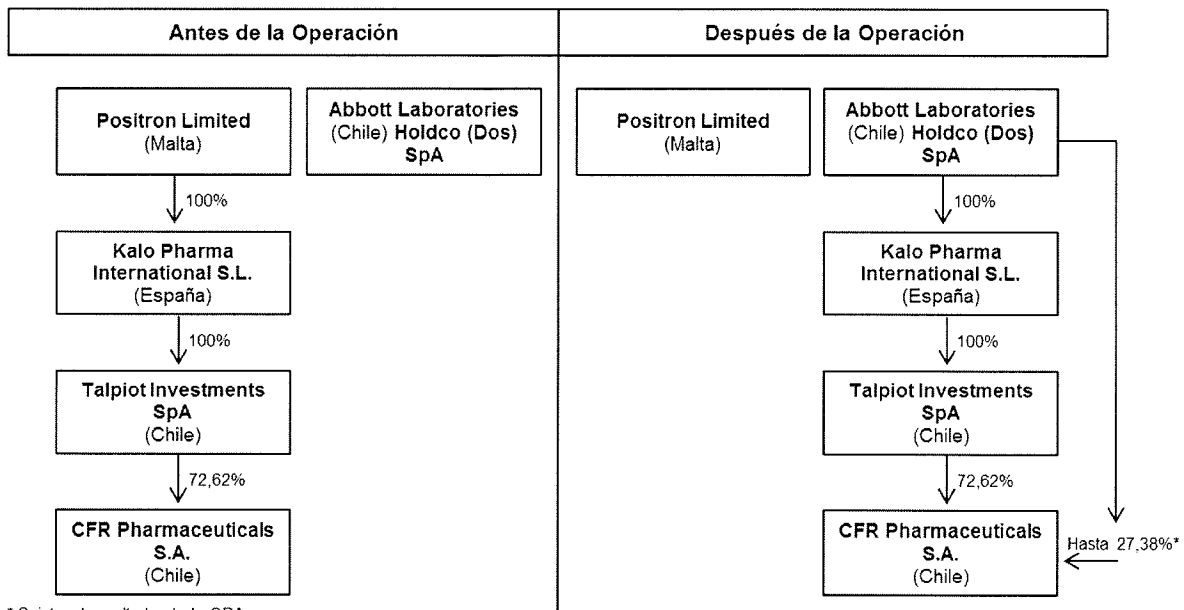 Antes de la Operación
Después de la Operación
Positron Limited
(Malta)
Abbott Laboratories
(Chile) Holdco (Dos)
SpA
100%
Kalo Pharma
International S.L.
(España)
100%
Talpiot Investments
SpA
(Chile)
72,62%
CFR Pharmaceuticals
S.A.
(Chile)
Positron Limited
(Malta)
Abbott Laboratories
(Chile) Holdco (Dos)
SpA
100%
Kalo Pharma
International S.L.
(España)
100%
Talpiot Investments
SpA
(Chile)
72,62%
CFR Pharmaceuticals
S.A.
(Chile)
Hasta 27,38%*